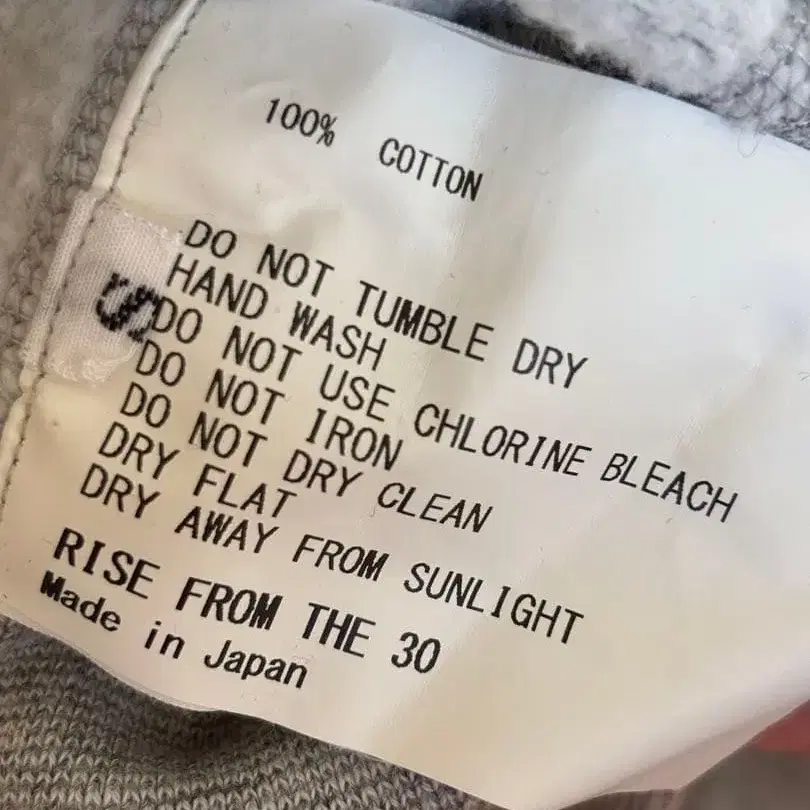 100% COTTON
DO NOT TUMBLE DRY
HAND WASH
DO NOT USE CHLORINE BLEACH
DO NOT IRON
DO NOT DRY CLEAN
DRY FLAT
DRY AWAY FROM SUNLIGHT
RISE FROM THE 30
Made in Japan
S